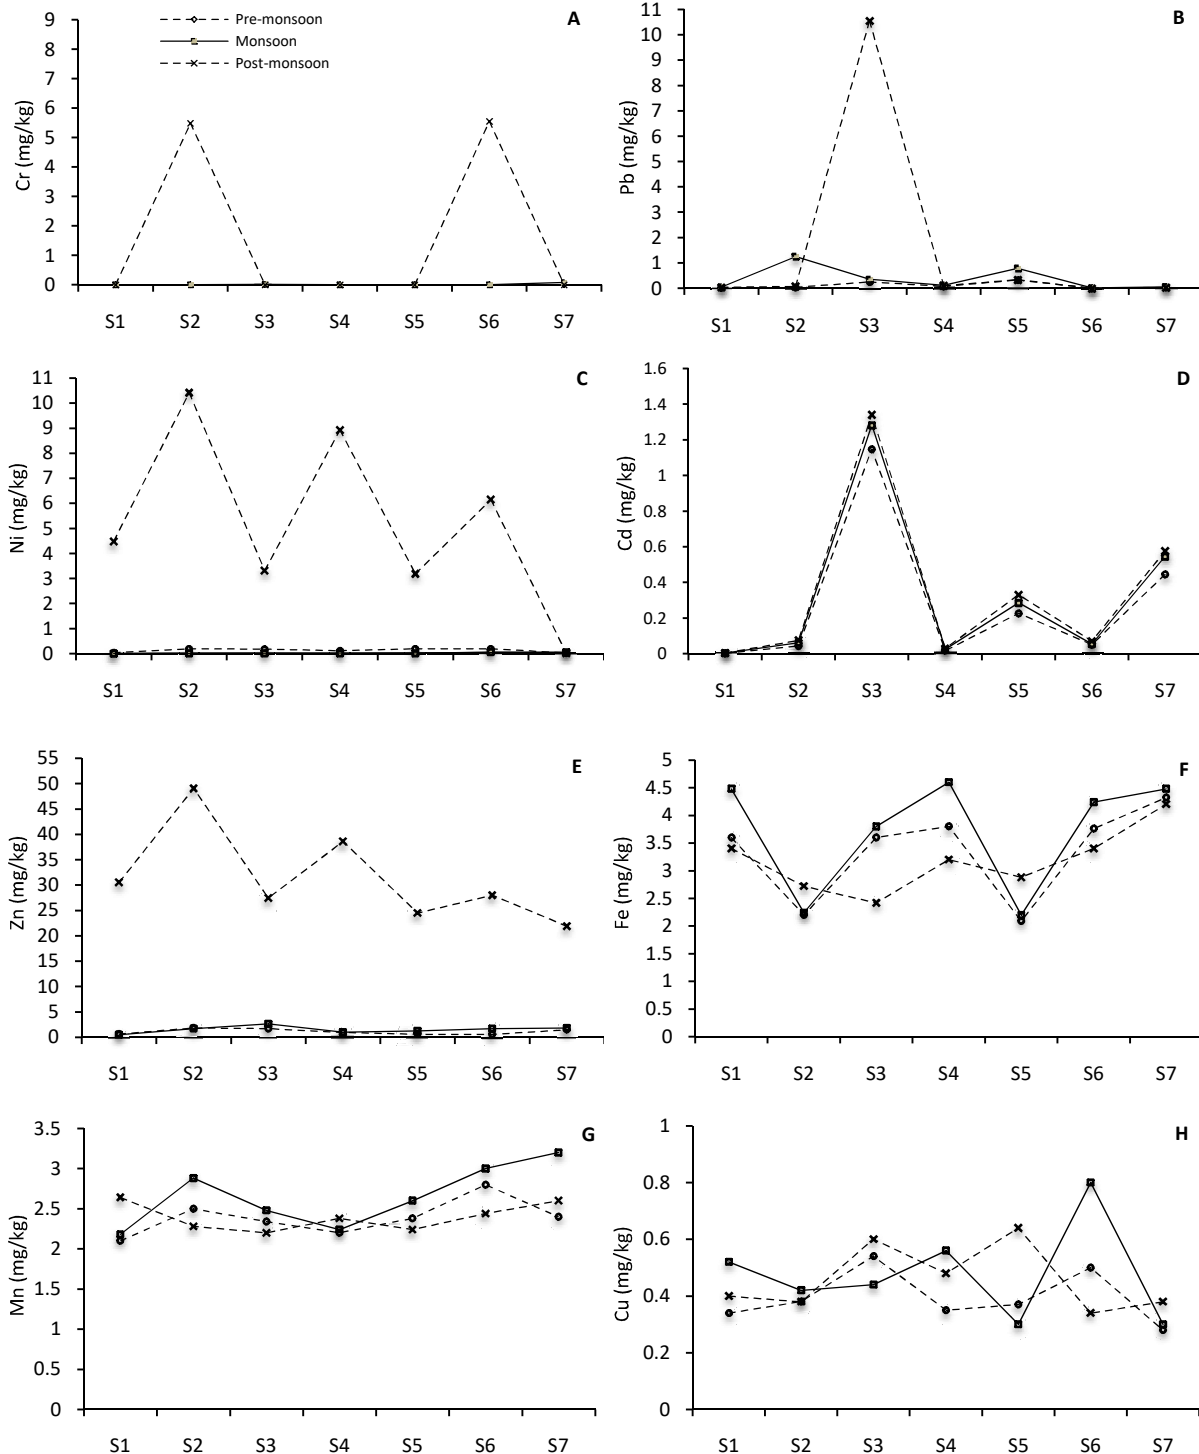 A
Pre-monsoon
Monsoon
Post-monsoon
Cr (mg/kg)
9
8
7
6
5
4
3
2
1
0
S1 S2 S3 S4 S5 S6 S7
B
Pb (mg/kg)
11
10
9
8
7
6
5
4
3
2
1
0
S1 S2 S3 S4 S5 S6 S7
C
Ni (mg/kg)
11
10
9
8
7
6
5
4
3
2
1
0
S1 S2 S3 S4 S5 S6 S7
D
Cd (mg/kg)
1.6
1.4
1.2
1
0.8
0.6
0.4
0.2
0
S1 S2 S3 S4 S5 S6 S7
E
Zn (mg/kg)
55
50
45
40
35
30
25
20
15
10
5
0
S1 S2 S3 S4 S5 S6 S7
F
Fe (mg/kg)
5
4.5
4
3.5
3
2.5
2
1.5
1
0.5
0
S1 S2 S3 S4 S5 S6 S7
G
Mn (mg/kg)
3.5
3
2.5
2
1.5
1
0.5
0
S1 S2 S3 S4 S5 S6 S7
H
Cu (mg/kg)
1
0.8
0.6
0.4
0.2
0
S1 S2 S3 S4 S5 S6 S7